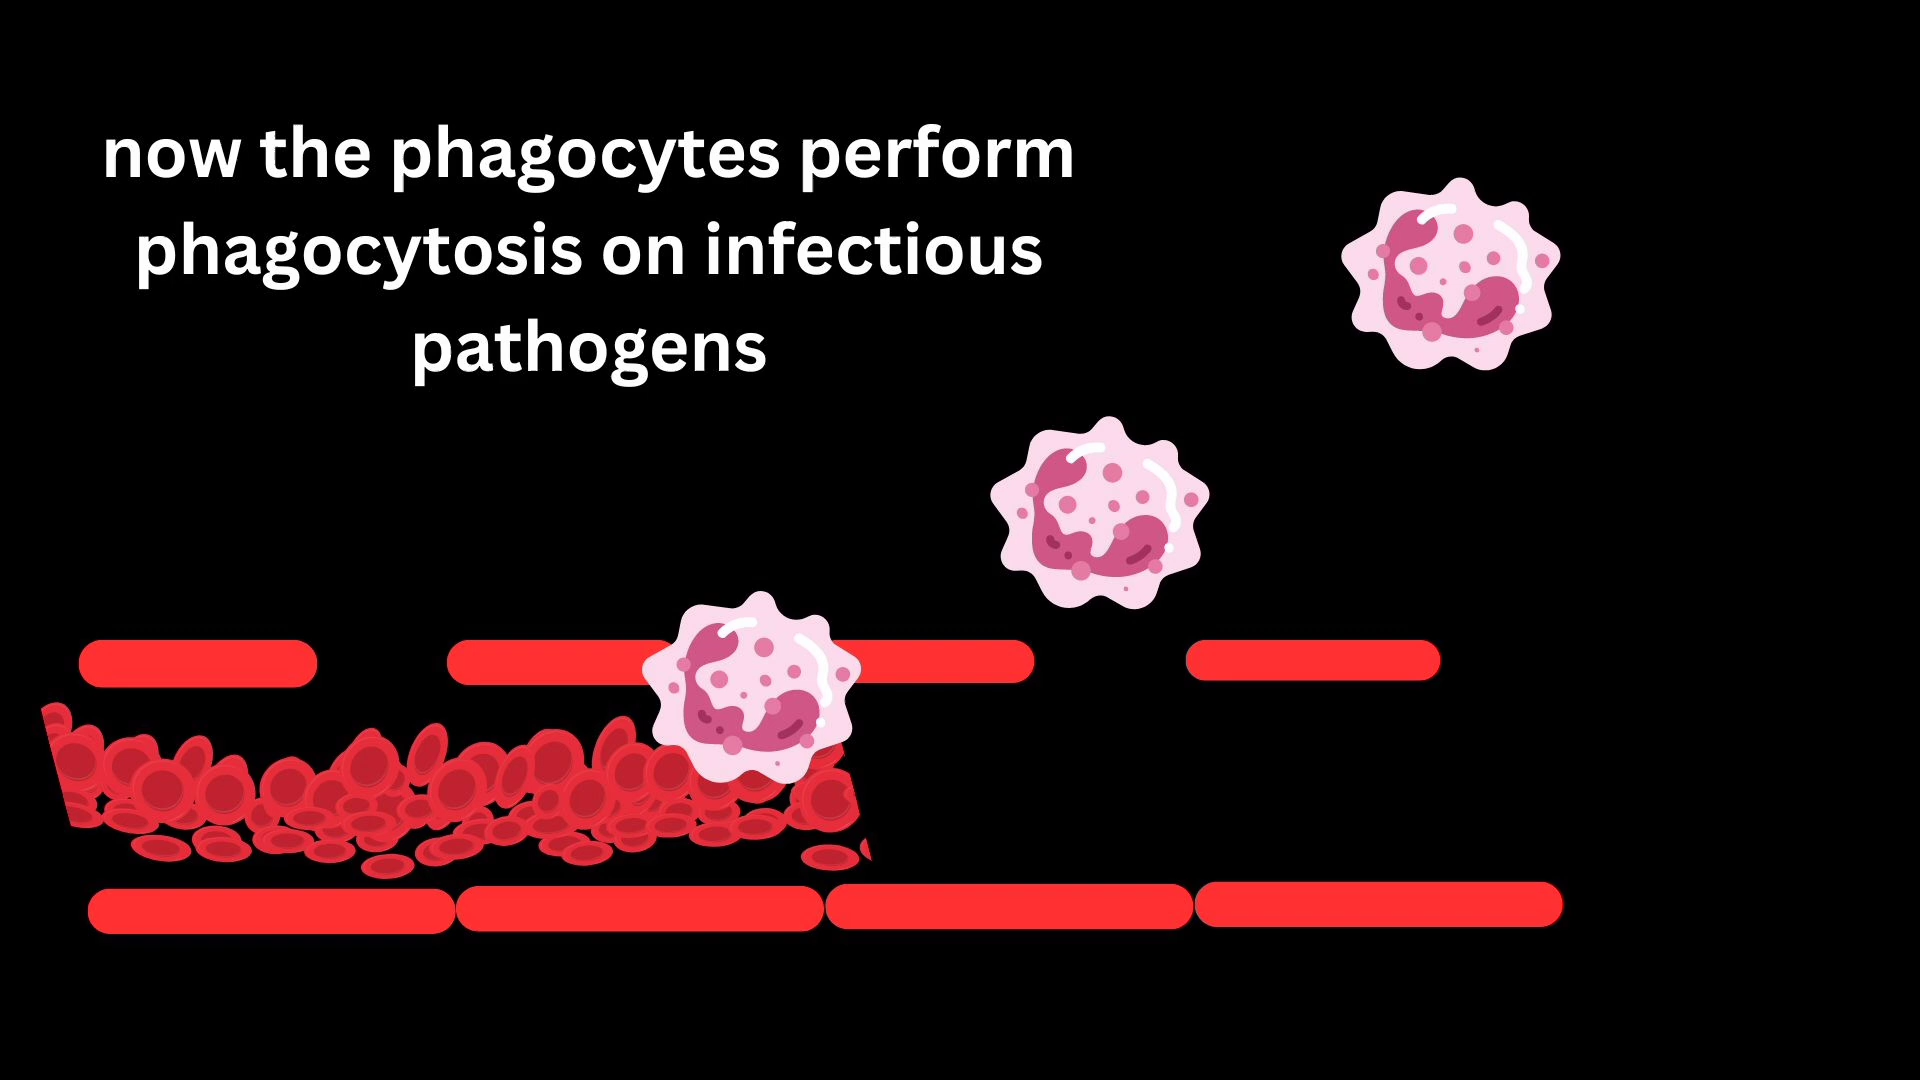 now the phagocytes perform
phagocytosis on infectious
pathogens